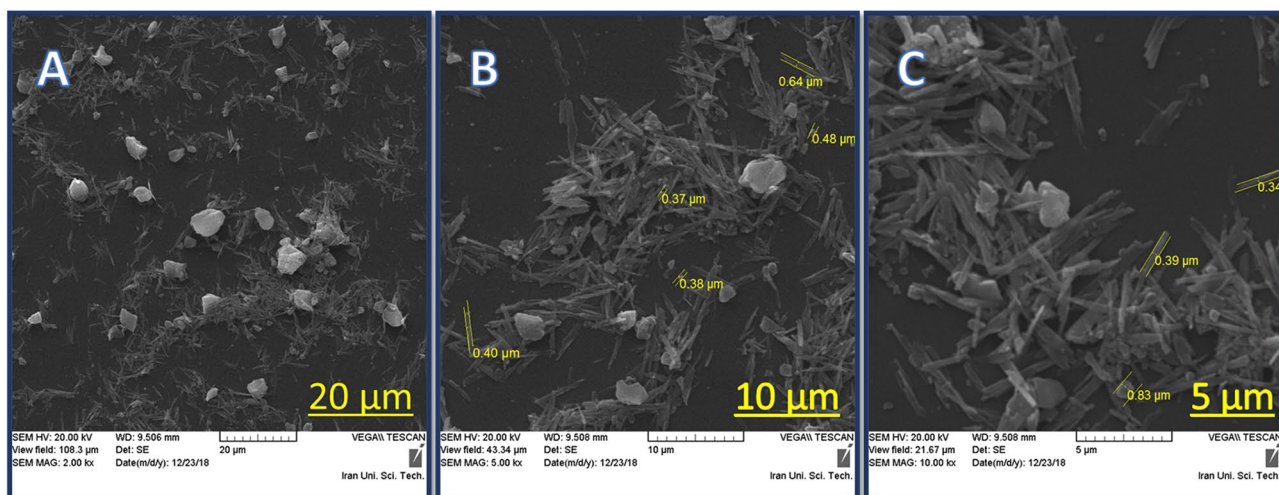 A
20 µm
SEM HV: 20.00 kV WD: 9.506 mm VEGA\\ TESCAN
View field: 108.3 µm Det: SE 20 µm
SEM MAG: 2.00 kx Date(m/d/y): 12/23/18
Iran Uni. Sci. Tech.
B
0.64 µm
0.48 µm
0.37 µm
0.38 µm
0.40 µm
10 µm
SEM HV: 20.00 kV WD: 9.508 mm VEGA\\ TESCAN
View field: 43.34 µm Det: SE 10 µm
SEM MAG: 5.00 kx Date(m/d/y): 12/23/18
Iran Uni. Sci. Tech.
C
0.34
0.39 µm
0.83 µm
5 µm
SEM HV: 20.00 kV WD: 9.508 mm VEGA\\ TESCAN
View field: 21.67 µm Det: SE 5 µm
SEM MAG: 10.00 kx Date(m/d/y): 12/23/18
Iran Uni. Sci. Tech.